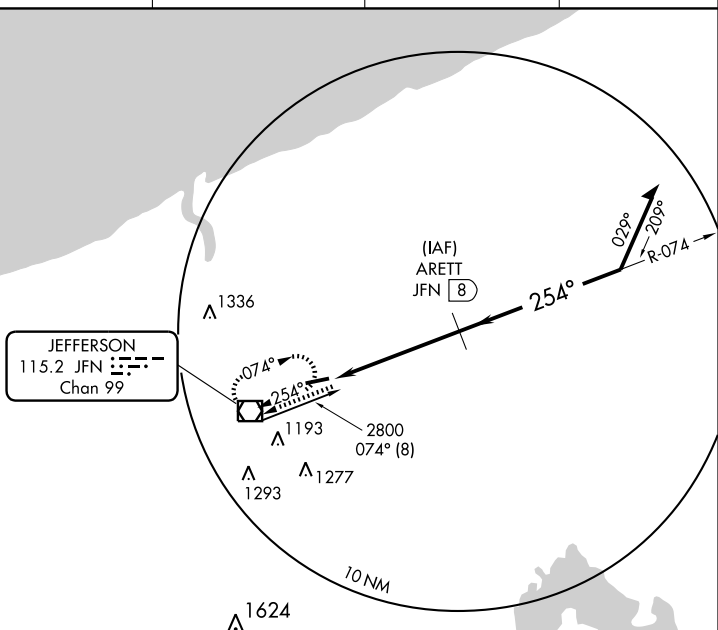 029°
209°
R-074
(IAF)
ARETT
JFN 8
254°
1336
JEFFERSON
115.2 JFN
Chan 99
074°
254°
1193
2800
074° (8)
1277
1293
10 NM
1624